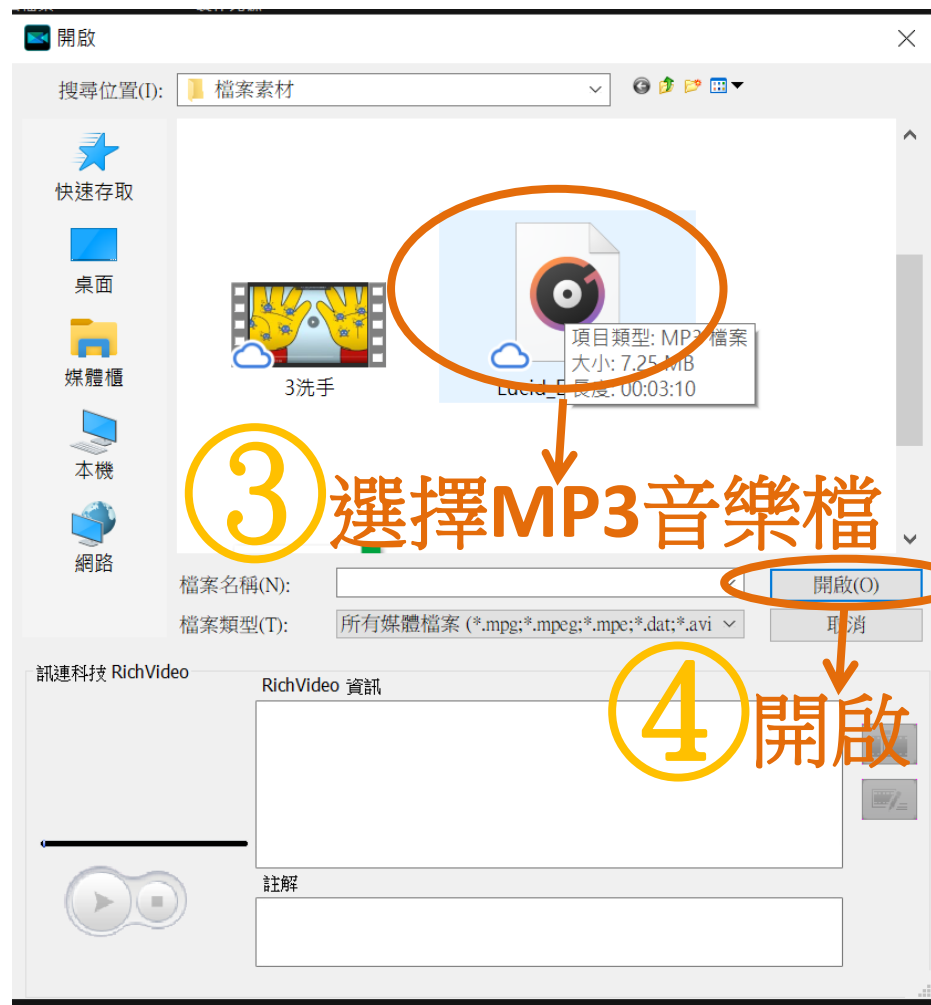 開啟
搜尋位置(I):
檔案素材
快速存取
桌面
媒體櫃
本機
網路
3洗手
項目類型: MP3 檔案
大小: 7.25 MB
長度: 00:03:10
③選擇MP3音樂檔
檔案名稱(N):
開啟(O)
檔案類型(T):
所有媒體檔案 (*.mpg;*.mpeg;*.mpe;*.dat;*.avi
取消
④開啟
訊連科技 RichVideo
RichVideo 資訊
註解